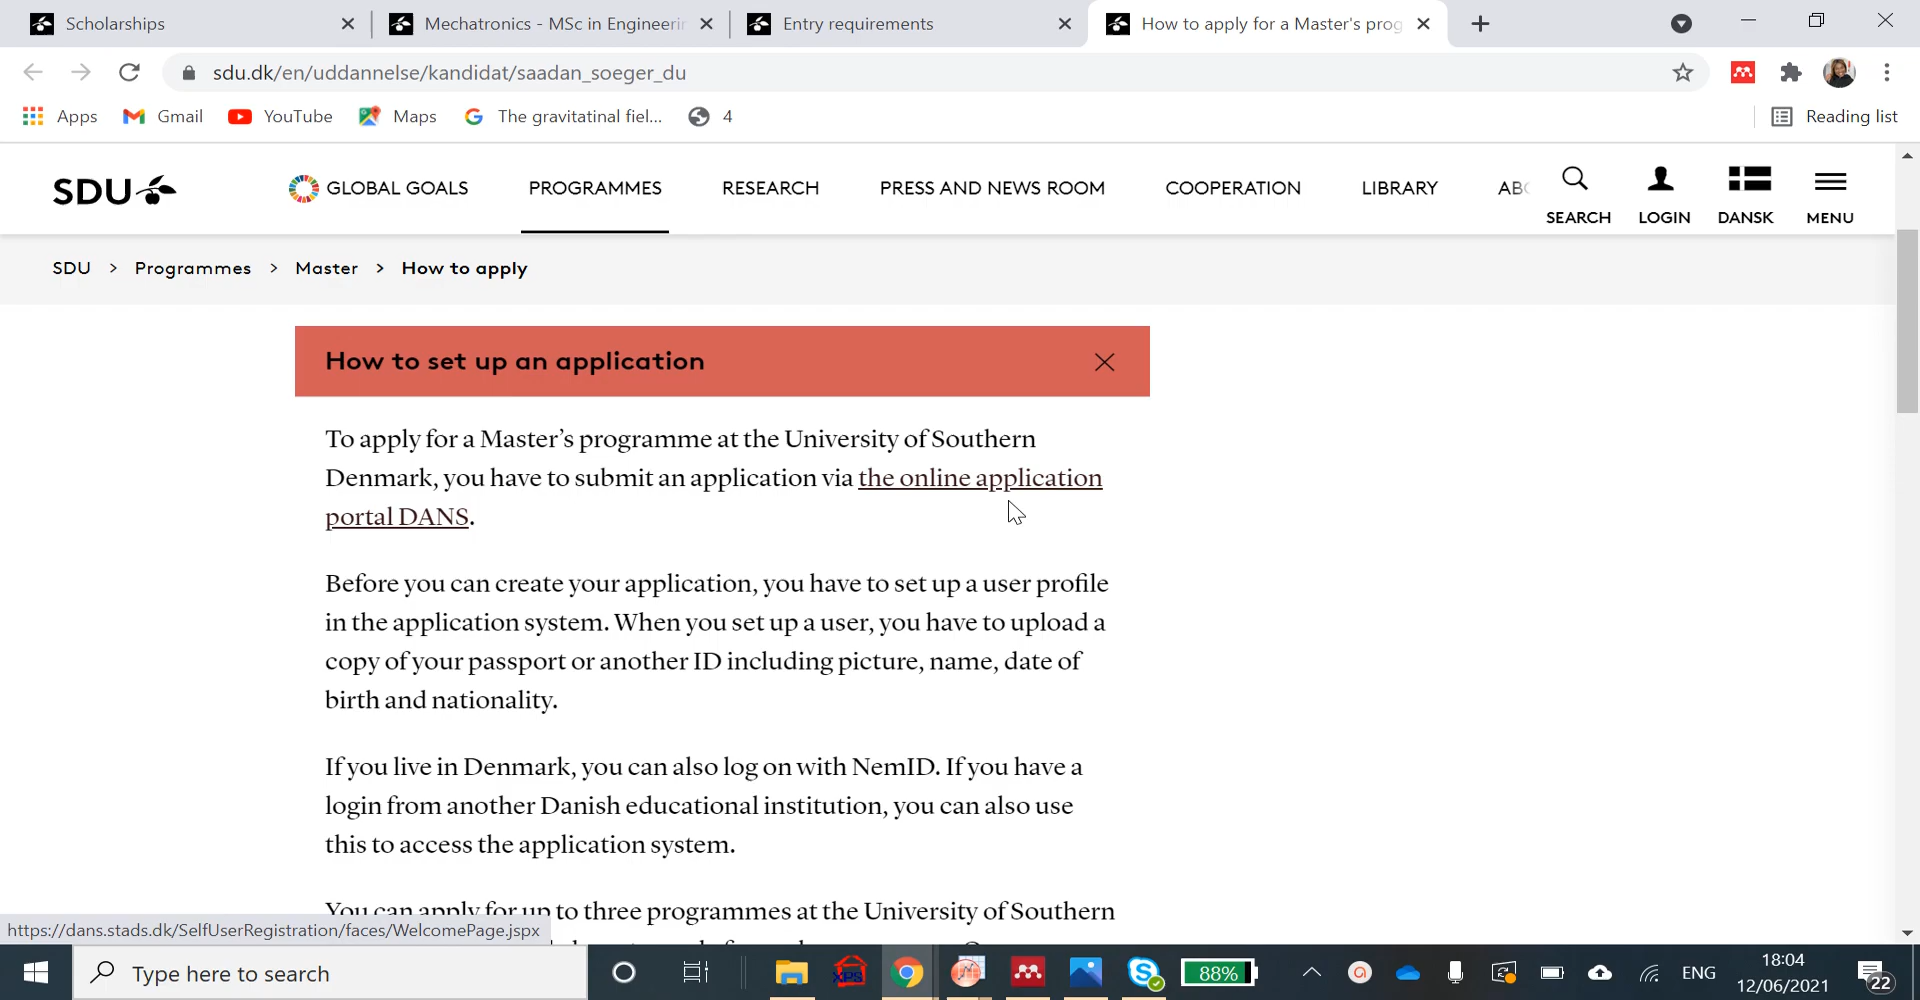 Scholarships
Mechatronics - MSc in Engineerin
Entry requirements
How to apply for a Master's prog
sdu.dk/en/uddannelse/kandidat/saadan_soeger_du
Apps
Gmail
YouTube
Maps
The gravitatinal fiel...
4
Reading list
SDU
GLOBAL GOALS
PROGRAMMES
RESEARCH
PRESS AND NEWS ROOM
COOPERATION
LIBRARY
SEARCH
LOGIN
DANSK
MENU
SDU > Programmes > Master > How to apply
How to set up an application
To apply for a Master's programme at the University of Southern
Denmark, you have to submit an application via the online application
portal DANS.
Before you can create your application, you have to set up a user profile
in the application system. When you set up a user, you have to upload a
copy of your passport or another ID including picture, name, date of
birth and nationality.
If you live in Denmark, you can also log on with NemID. If you have a
login from another Danish educational institution, you can also use
this to access the application system.
You can apply for up to three programmes at the University of Southern
https://dans.stads.dk/SelfUserRegistration/faces/WelcomePage.jspx
Type here to search
XPS
88%
ENG
18:04
12/06/2021
22